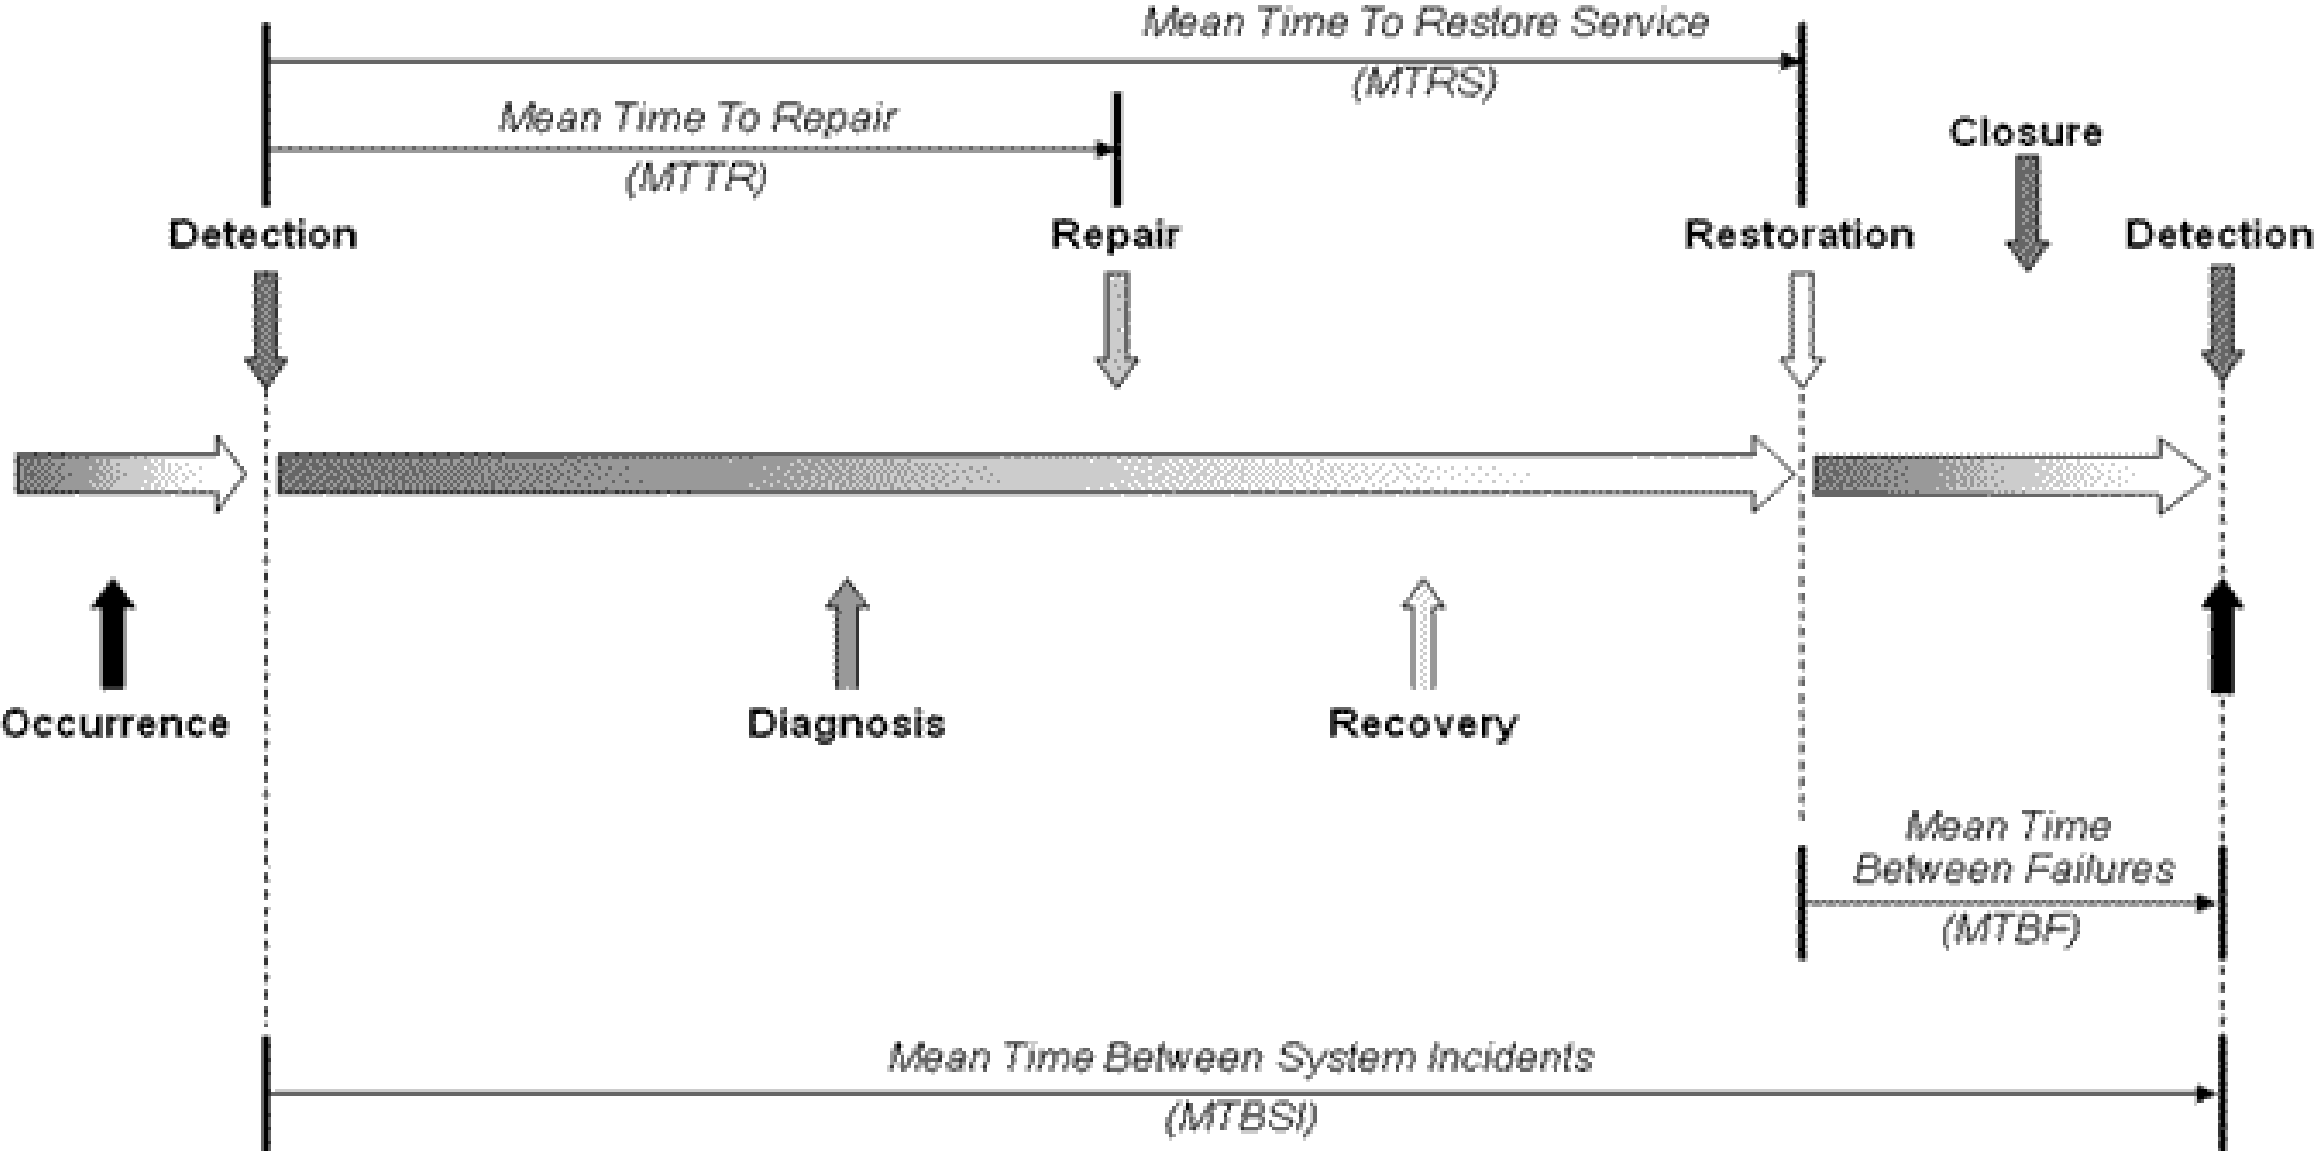 Mean Time To Restore Service
(MTRS)
Mean Time To Repair
(MTTR)
Closure
Detection
Repair
Restoration
Detection
Occurrence
Diagnosis
Recovery
Mean Time
Between Failures
(MTBF)
Mean Time Between System Incidents
(MTBSI)